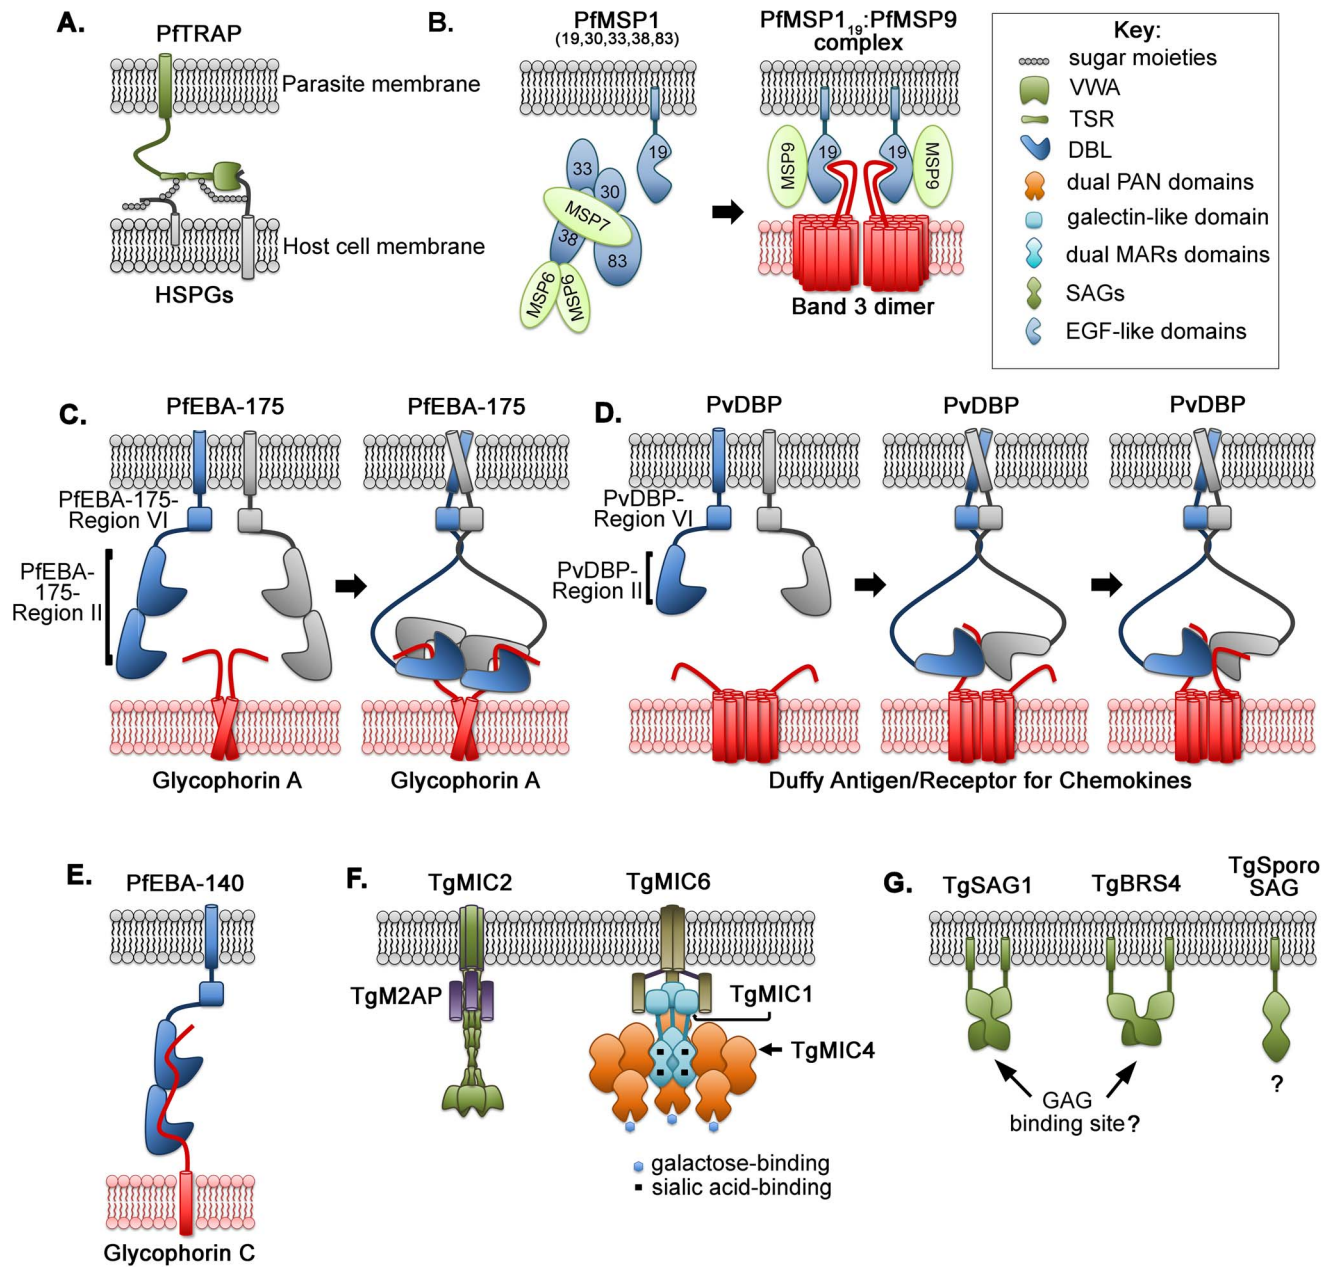 A.
PfTRAP
Parasite membrane
Host cell membrane
HSPGs
B.
PfMSP1
(19,30,33,38,83)
19
33
30
MSP7
38
83
MSP6
MSP6
PfMSP1₁₉:PfMSP9
complex
MSP9
19
19
MSP9
Band 3 dimer
Key:
sugar moieties
VWA
TSR
DBL
dual PAN domains
galectin-like domain
dual MARs domains
SAGs
EGF-like domains
C.
PfEBA-175
PfEBA-175
PfEBA-175-
Region VI
PfEBA-
175-
Region II
Glycophorin A
Glycophorin A
D.
PvDBP
PvDBP
PvDBP
PvDBP-
Region VI
PvDBP-
Region II
Duffy Antigen/Receptor for Chemokines
E.
PfEBA-140
Glycophorin C
F.
TgMIC2
TgMIC6
TgM2AP
TgMIC1
TgMIC4
galactose-binding
sialic acid-binding
G.
TgSAG1
TgBRS4
TgSporo
SAG
GAG
binding site?
?